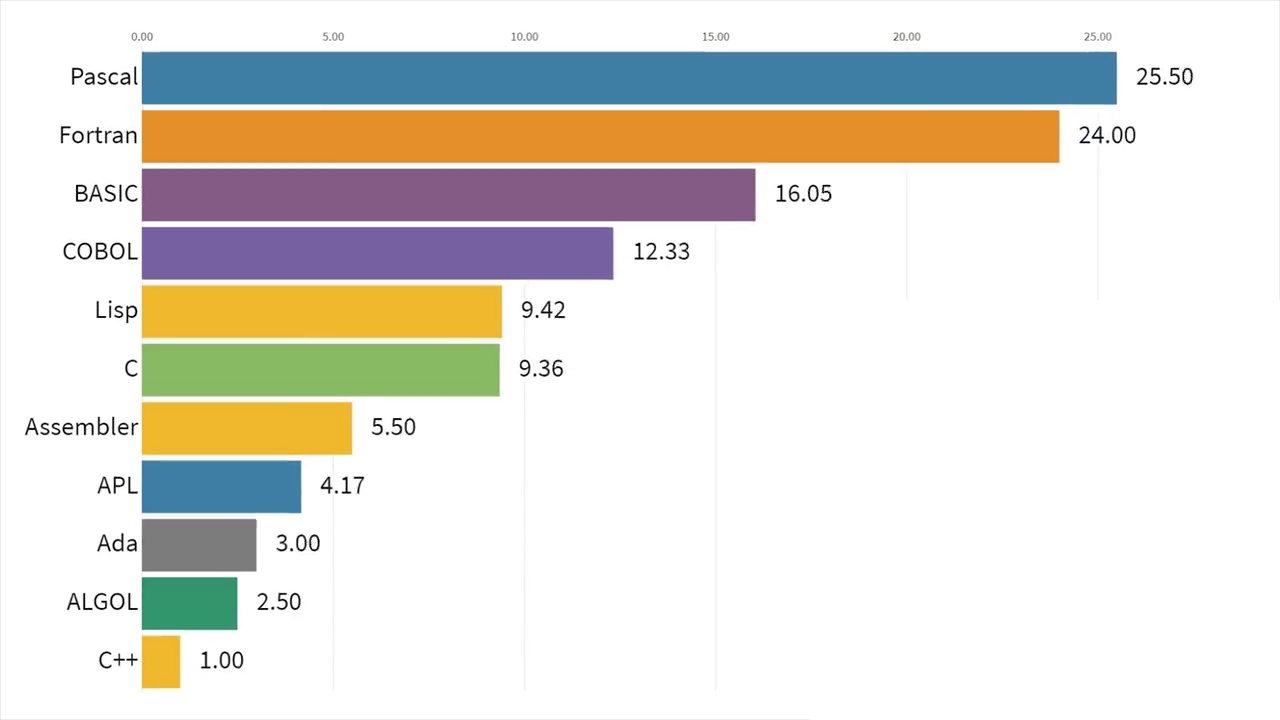 0.00 5.00 10.00 15.00 20.00 25.00
Pascal 25.50
Fortran 24.00
BASIC 16.05
COBOL 12.33
Lisp 9.42
C 9.36
Assembler 5.50
APL 4.17
Ada 3.00
ALGOL 2.50
C++ 1.00